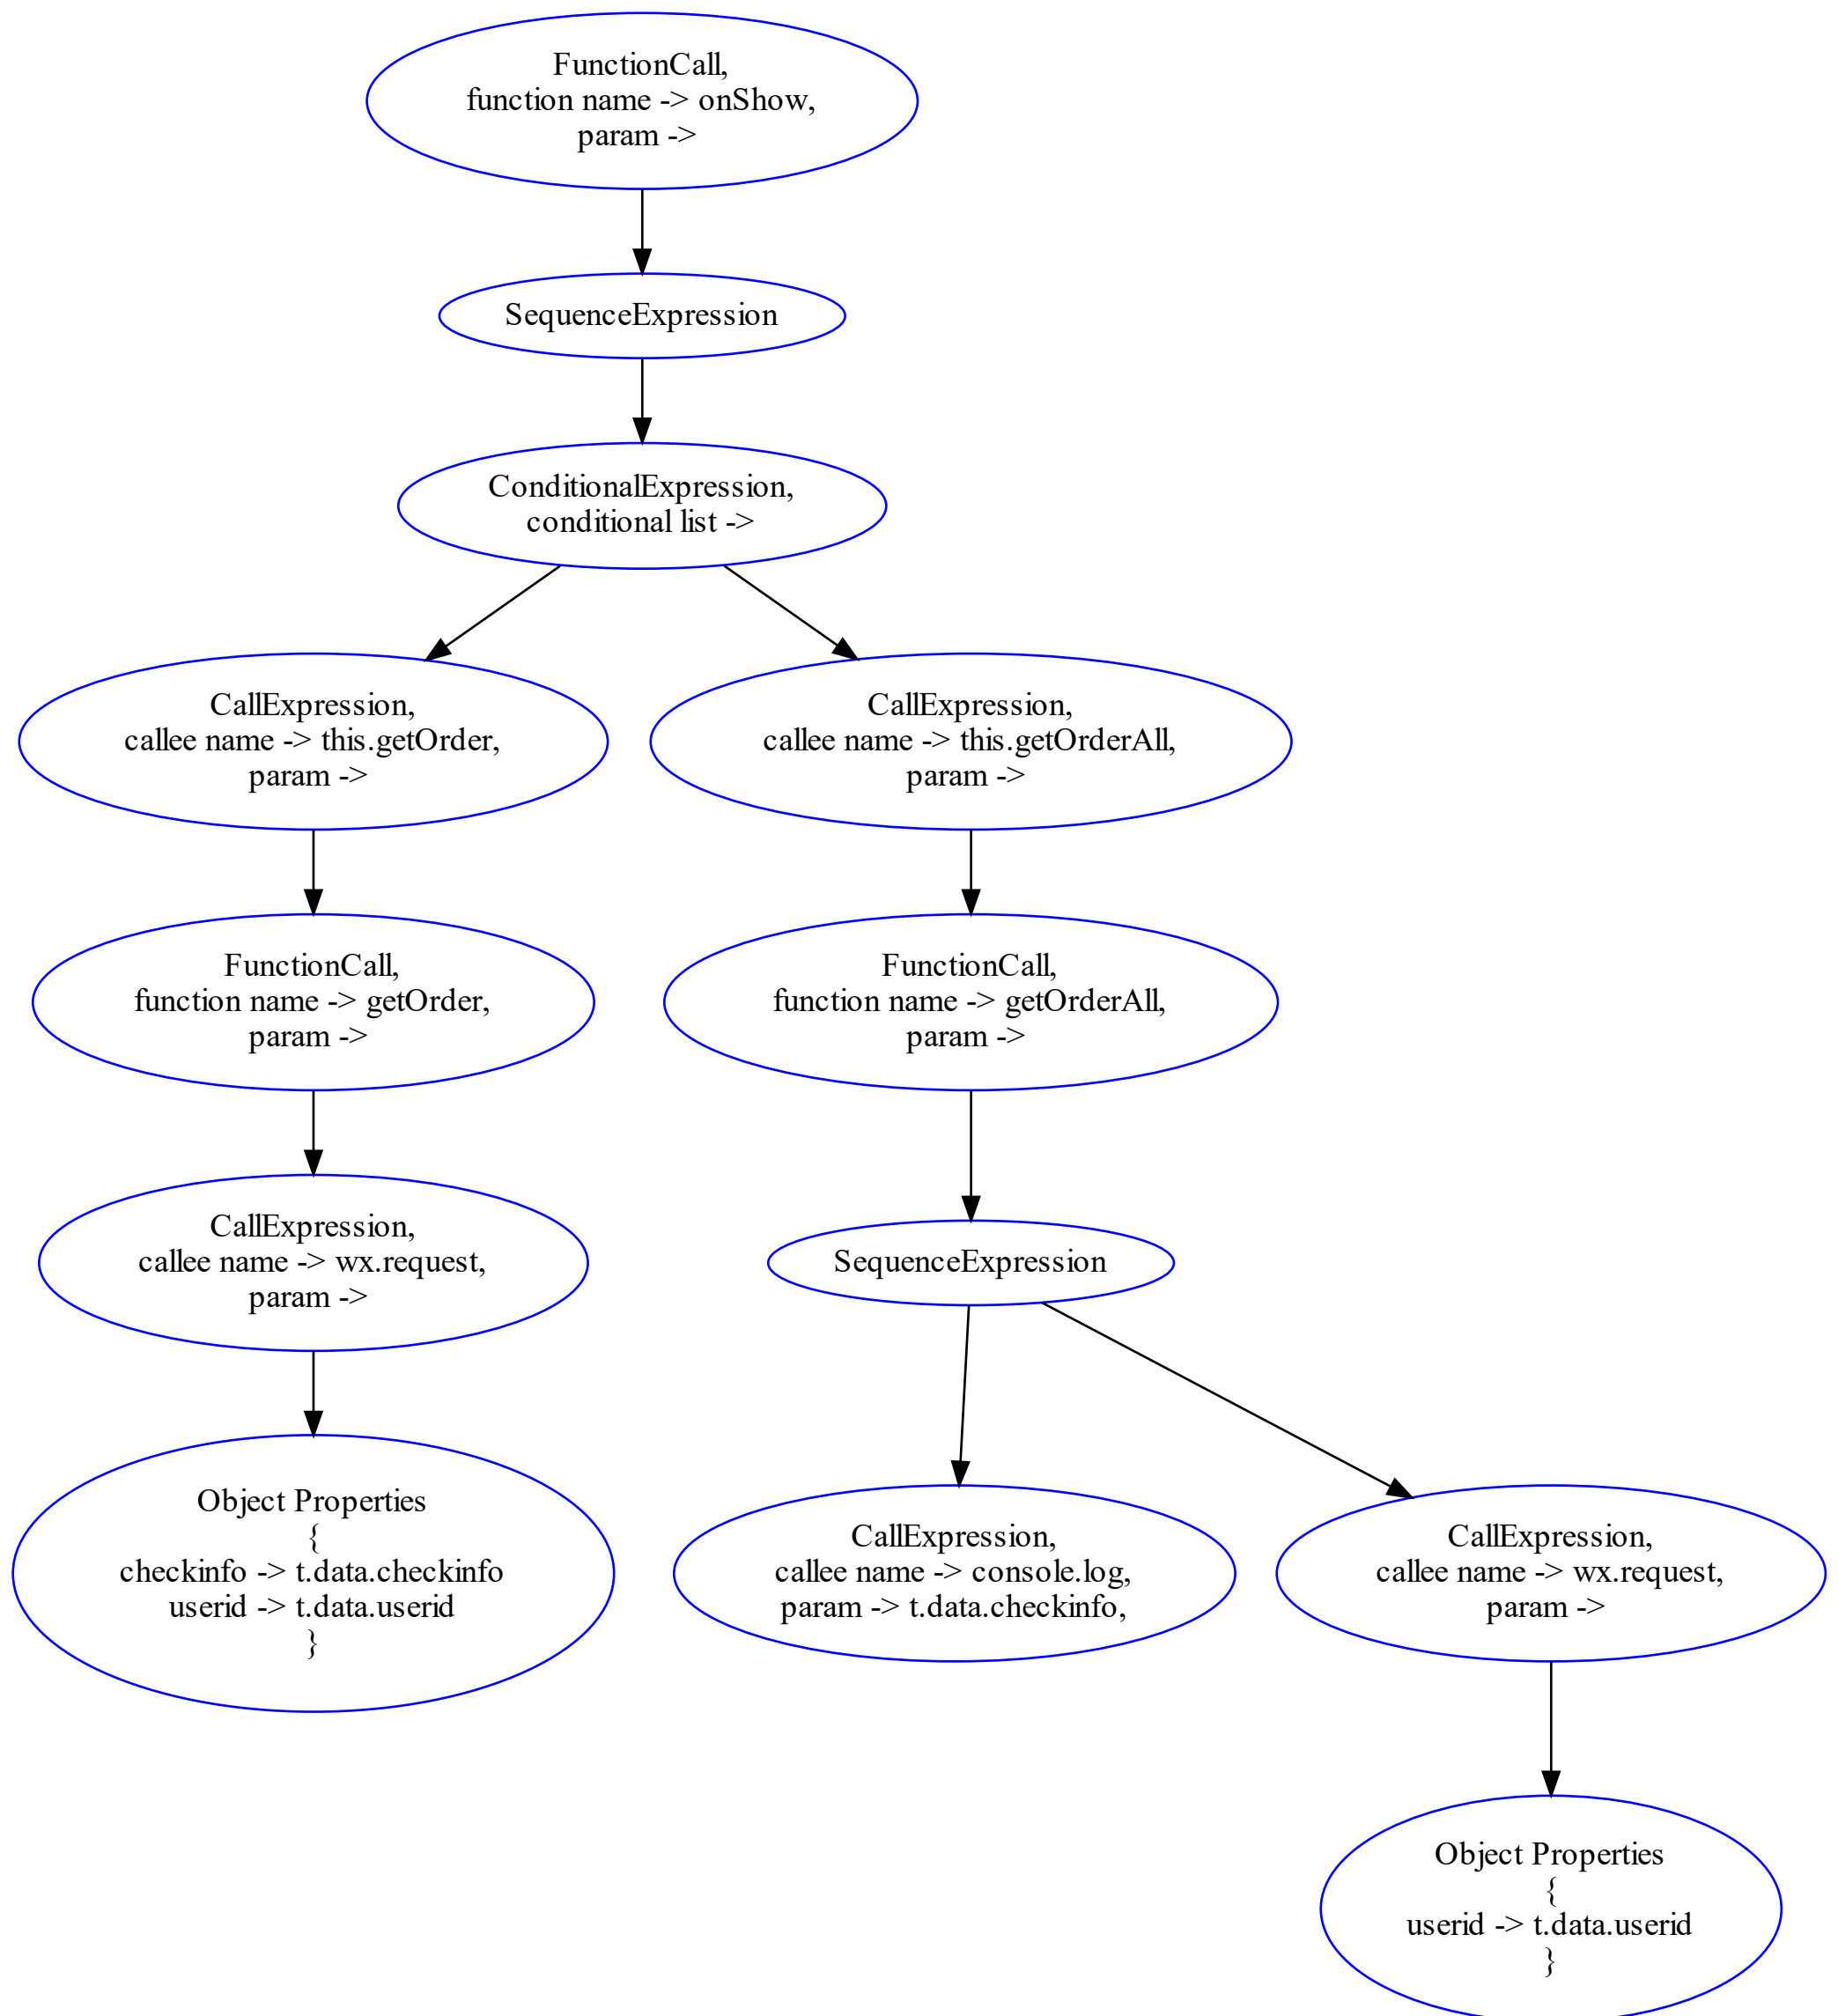 FunctionCall,
function name -> onShow,
param ->
SequenceExpression
ConditionalExpression,
conditional list ->
CallExpression,
callee name -> this.getOrder,
param ->
CallExpression,
callee name -> this.getOrderAll,
param ->
FunctionCall,
function name -> getOrder,
param ->
FunctionCall,
function name -> getOrderAll,
param ->
CallExpression,
callee name -> wx.request,
param ->
SequenceExpression
Object Properties
{
checkinfo -> t.data.checkinfo
userid -> t.data.userid
}
CallExpression,
callee name -> console.log,
param -> t.data.checkinfo,
CallExpression,
callee name -> wx.request,
param ->
Object Properties
{
userid -> t.data.userid
}